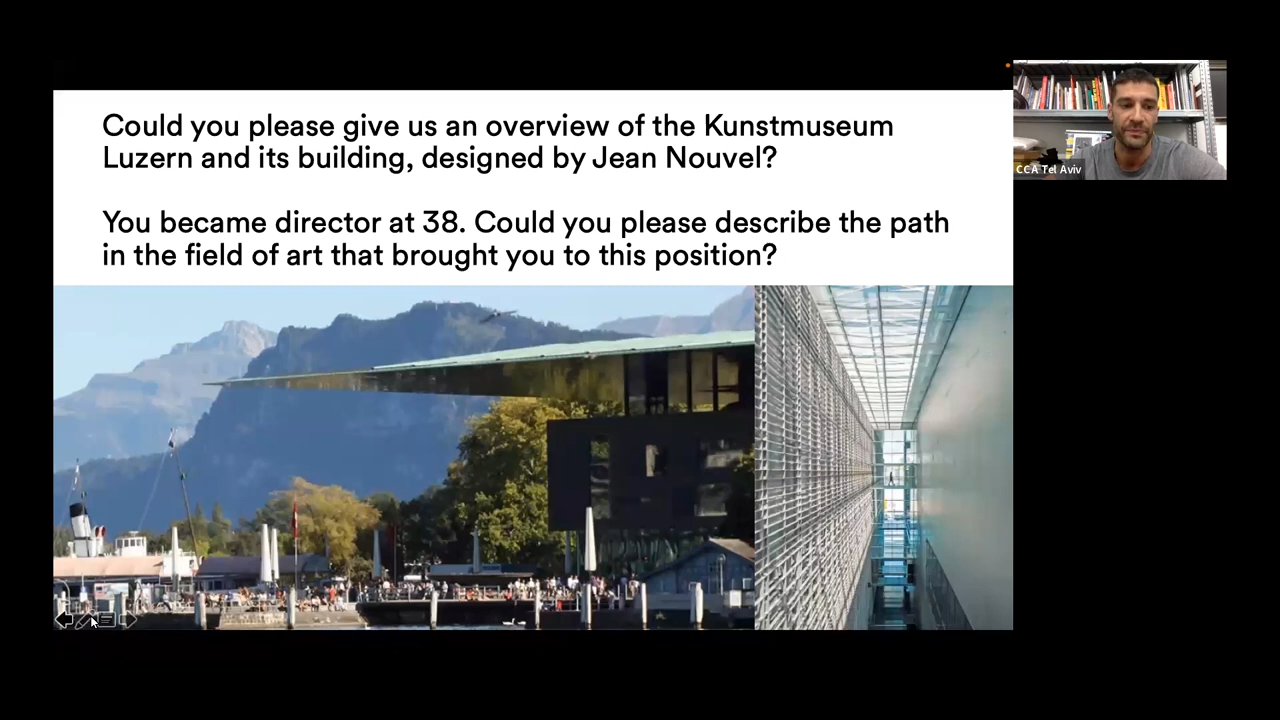 Could you please give us an overview of the Kunstmuseum
Luzern and its building, designed by Jean Nouvel?
You became director at 38. Could you please describe the path
in the field of art that brought you to this position?
CCA Tel Aviv